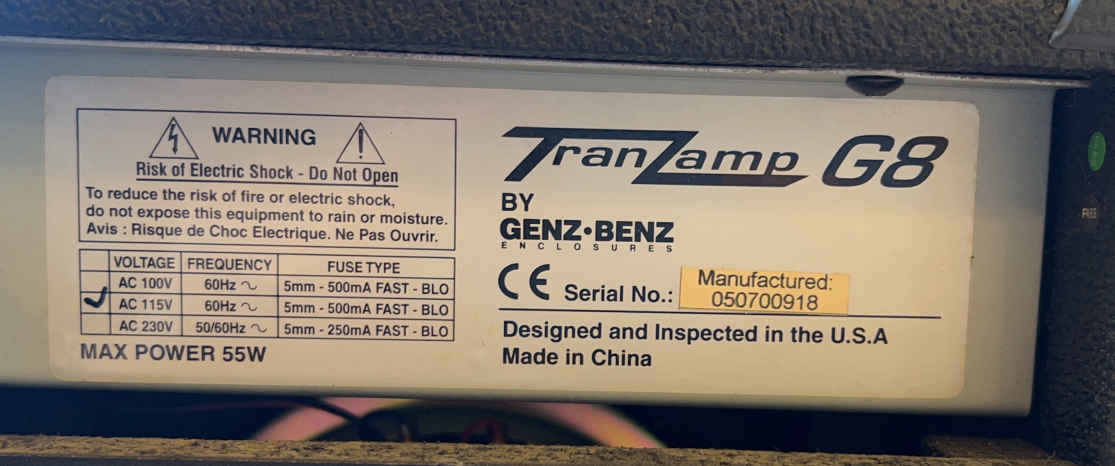 WARNING
Risk of Electric Shock - Do Not Open
To reduce the risk of fire or electric shock,
do not expose this equipment to rain or moisture.
Avis : Risque de Choc Electrique. Ne Pas Ouvrir.
VOLTAGE FREQUENCY FUSE TYPE
AC 100V 60Hz ~ 5mm - 500mA FAST - BLO
AC 115V 60Hz ~ 5mm - 500mA FAST - BLO
AC 230V 50/60Hz ~ 5mm - 250mA FAST - BLO
MAX POWER 55W
TranZamp G8
BY
GENZ•BENZ
ENCLOSURES
CE Serial No.: Manufactured:
050700918
Designed and Inspected in the U.S.A
Made in China